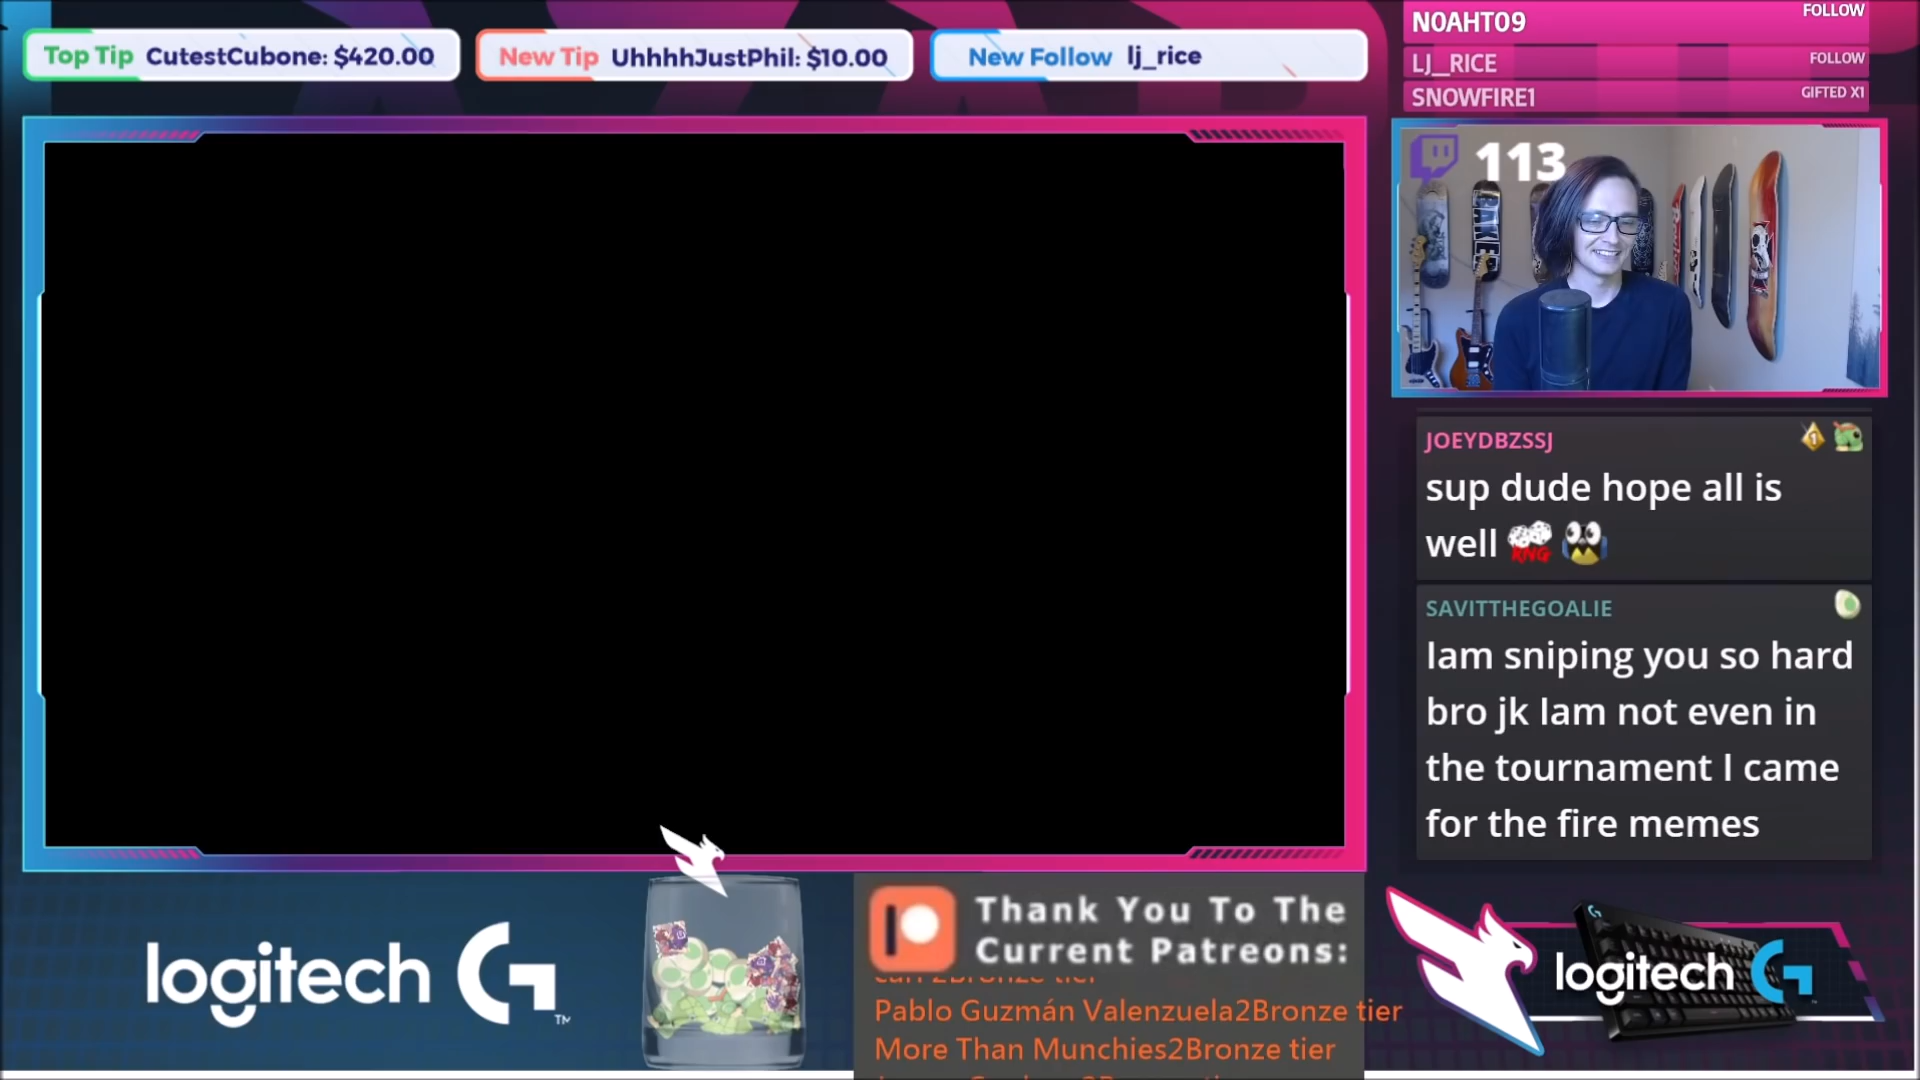 Top Tip CutestCubone: $420.00
New Tip UhhhhJustPhil: $10.00
New Follow lj_rice
N0AHT09 FOLLOW
LJ_RICE FOLLOW
SNOWFIRE1 GIFTED X1
113
JOEYDBZSSJ
sup dude hope all is
well RNG
SAVITTHEGOALIE
Iam sniping you so hard
bro jk Iam not even in
the tournament I came
for the fire memes
logitech G TM
Thank You To The
Current Patreons:
Pablo Guzmán Valenzuela2Bronze tier
More Than Munchies2Bronze tier
logitech G